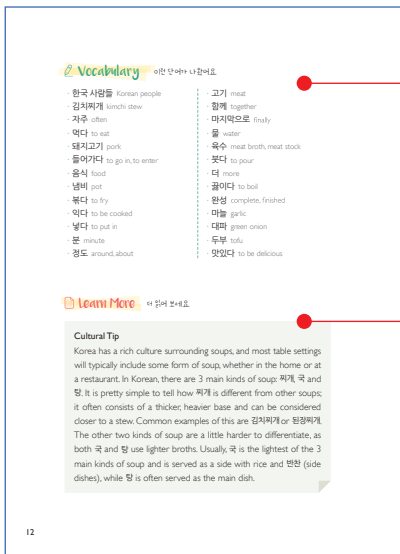 Vocabulary 이런 단어가 나왔어요.
· 한국 사람들 Korean people
· 김치찌개 kimchi stew
· 자주 often
· 먹다 to eat
· 돼지고기 pork
· 들어가다 to go in, to enter
· 음식 food
· 냄비 pot
· 볶다 to fry
· 익다 to be cooked
· 넣다 to put in
· 분 minute
· 정도 around, about
· 고기 meat
· 함께 together
· 마지막으로 finally
· 물 water
· 육수 meat broth, meat stock
· 붓다 to pour
· 더 more
· 끓이다 to boil
· 완성 complete, finished
· 마늘 garlic
· 대파 green onion
· 두부 tofu
· 맛있다 to be delicious
Learn More 더 읽어 보세요.
Cultural Tip
Korea has a rich culture surrounding soups, and most table settings
will typically include some form of soup, whether in the home or at
a restaurant. In Korean, there are 3 main kinds of soup: 찌개, 국 and
탕. It is pretty simple to tell how 찌개 is different from other soups;
it often consists of a thicker, heavier base and can be considered
closer to a stew. Common examples of this are 김치찌개 or 된장찌개.
The other two kinds of soup are a little harder to differentiate, as
both 국 and 탕 use lighter broths. Usually, 국 is the lightest of the 3
main kinds of soup and is served as a side with rice and 반찬 (side
dishes), while 탕 is often served as the main dish.
12